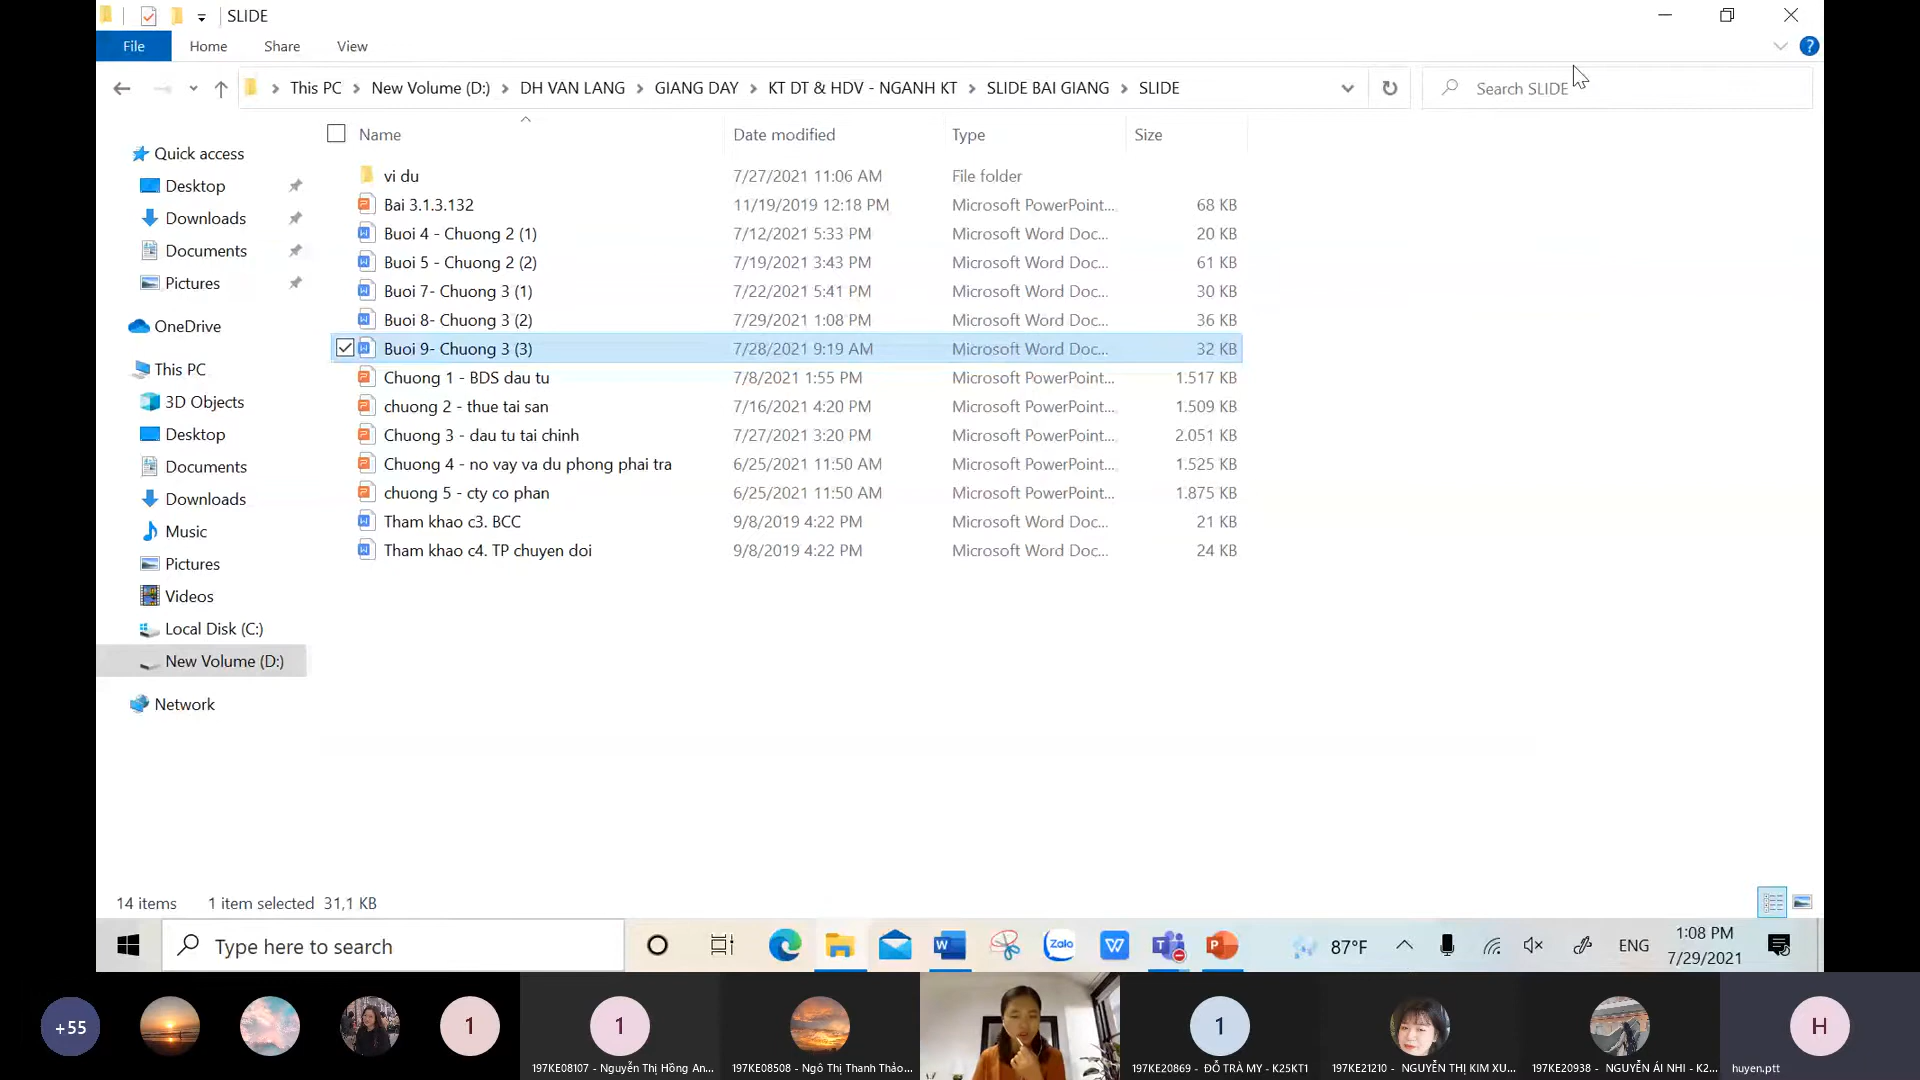 SLIDE
File Home Share View
This PC New Volume (D:) DH VAN LANG GIANG DAY KT DT & HDV - NGANH KT SLIDE BAI GIANG SLIDE
Search SLIDE
Name Date modified Type Size
vi du 7/27/2021 11:06 AM File folder
Bai 3.1.3.132 11/19/2019 12:18 PM Microsoft PowerPoint... 68 KB
Buoi 4 - Chuong 2 (1) 7/12/2021 5:33 PM Microsoft Word Doc... 20 KB
Buoi 5 - Chuong 2 (2) 7/19/2021 3:43 PM Microsoft Word Doc... 61 KB
Buoi 7- Chuong 3 (1) 7/22/2021 5:41 PM Microsoft Word Doc... 30 KB
Buoi 8- Chuong 3 (2) 7/29/2021 1:08 PM Microsoft Word Doc... 36 KB
Buoi 9- Chuong 3 (3) 7/28/2021 9:19 AM Microsoft Word Doc... 32 KB
Chuong 1 - BDS dau tu 7/8/2021 1:55 PM Microsoft PowerPoint... 1.517 KB
chuong 2 - thue tai san 7/16/2021 4:20 PM Microsoft PowerPoint... 1.509 KB
Chuong 3 - dau tu tai chinh 7/27/2021 3:20 PM Microsoft PowerPoint... 2.051 KB
Chuong 4 - no vay va du phong phai tra 6/25/2021 11:50 AM Microsoft PowerPoint... 1.525 KB
chuong 5 - cty co phan 6/25/2021 11:50 AM Microsoft PowerPoint... 1.875 KB
Tham khao c3. BCC 9/8/2019 4:22 PM Microsoft Word Doc... 21 KB
Tham khao c4. TP chuyen doi 9/8/2019 4:22 PM Microsoft Word Doc... 24 KB
Quick access
Desktop
Downloads
Documents
Pictures
OneDrive
This PC
3D Objects
Desktop
Documents
Downloads
Music
Pictures
Videos
Local Disk (C:)
New Volume (D:)
Network
14 items 1 item selected 31,1 KB
Type here to search
Zalo
87°F
ENG
1:08 PM
7/29/2021
+55
1
1
1
H
197KE08107 - Nguyễn Thị Hồng An...
197KE08508 - Ngô Thị Thanh Thảo...
197KE20869 - ĐỖ TRÀ MY - K25KT1
197KE21210 - NGUYỄN THỊ KIM XU...
197KE20938 - NGUYỄN ÁI NHI - K2...
huyen.ptt